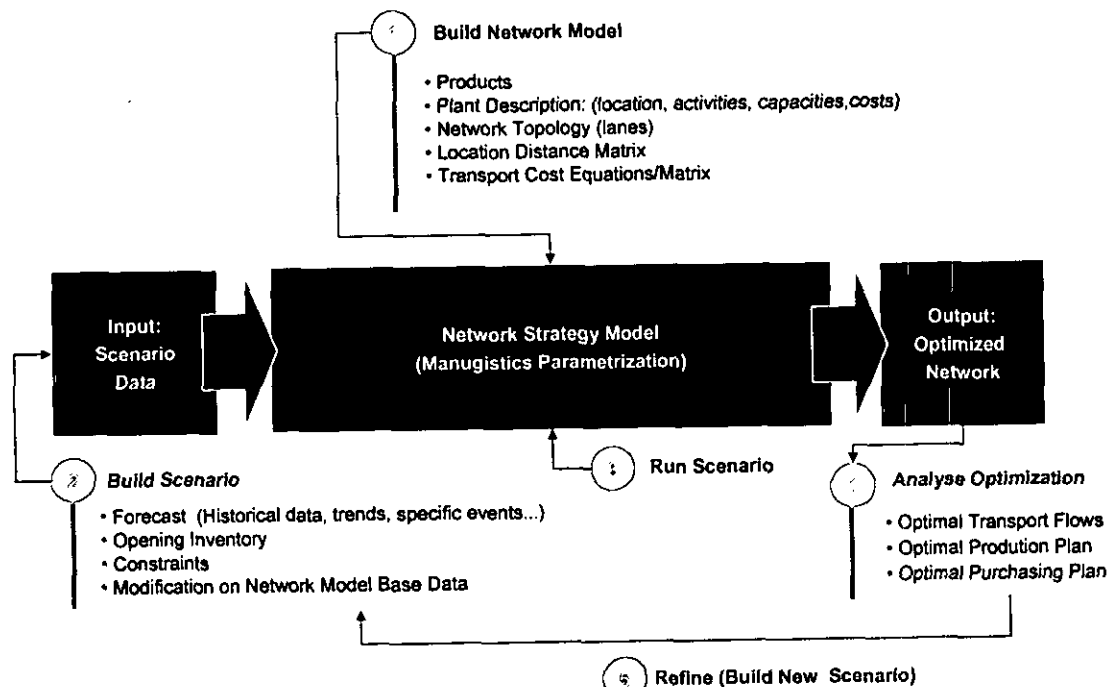 Build Network Model
• Products
• Plant Description: (location, activities, capacities,costs)
• Network Topology (lanes)
• Location Distance Matrix
• Transport Cost Equations/Matrix
Input:
Scenario
Data
Network Strategy Model
(Manugistics Parametrization)
Output:
Optimized
Network
2 Build Scenario
• Forecast (Historical data, trends, specific events...)
• Opening Inventory
• Constraints
• Modification on Network Model Base Data
Run Scenario
Analyse Optimization
• Optimal Transport Flows
• Optimal Prodution Plan
• Optimal Purchasing Plan
5 Refine (Build New Scenario)